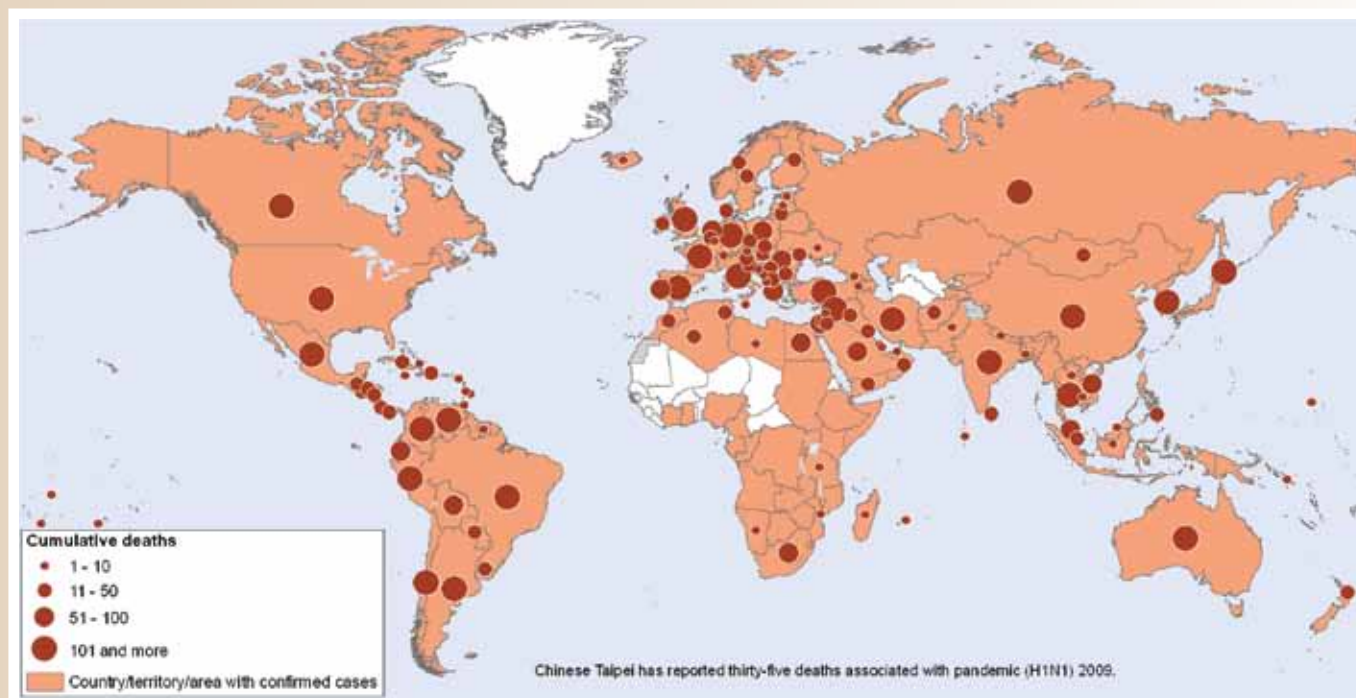 Cumulative deaths
1 - 10
11 - 50
51 - 100
101 and more
Country/territory/area with confirmed cases
Chinese Taipei has reported thirty-five deaths associated with pandemic (H1N1) 2009.